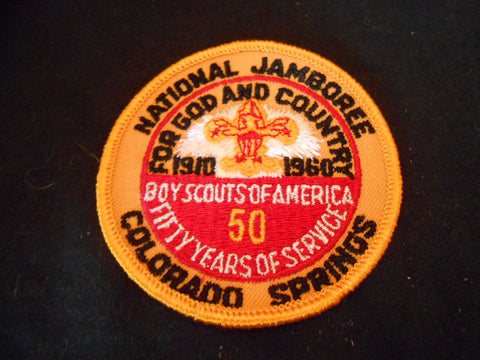 NATIONAL JAMBOREE
FOR GOD AND COUNTRY
1910 1960
BOY SCOUTS OF AMERICA
50
FIFTY YEARS OF SERVICE
COLORADO SPRINGS